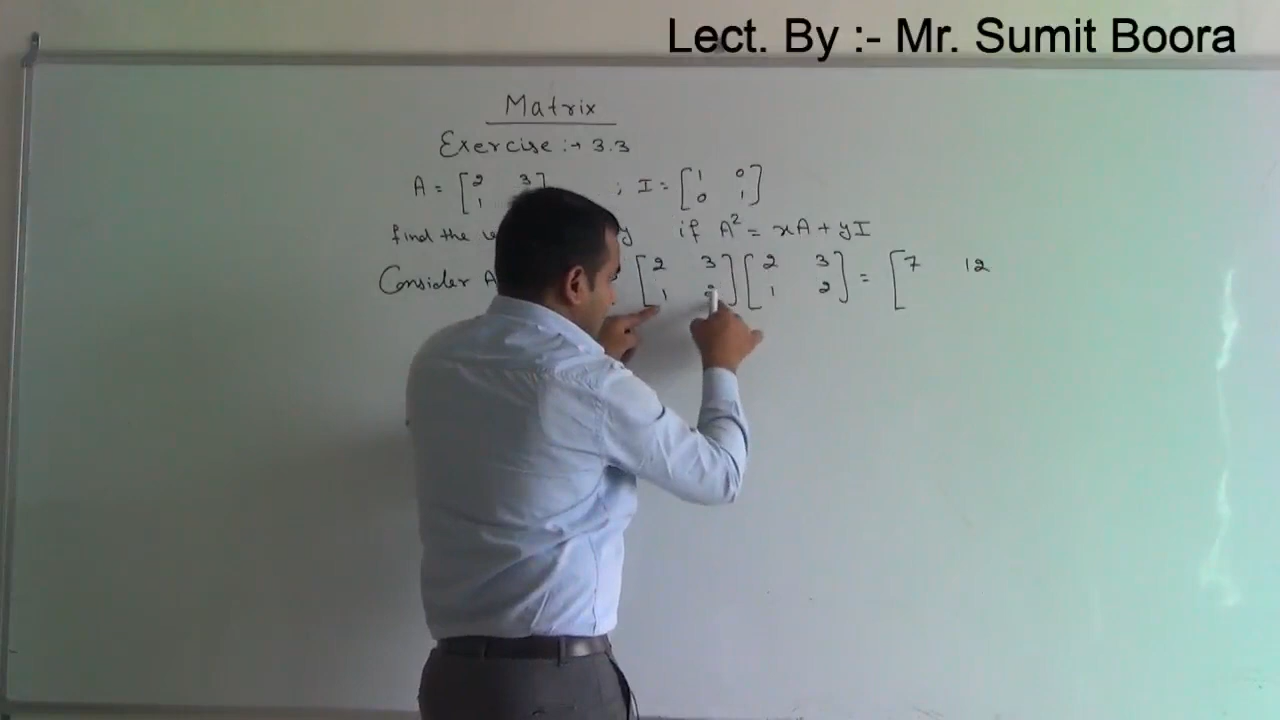 Lect. By :- Mr. Sumit Boora
Matrix
Exercise :→ 3.3
A = [2 3
1 ; I = [1 0
0 1]
find the y if A² = xA + yI
Consider A [2 3
1 2] [2 3
1 2] = [7 12